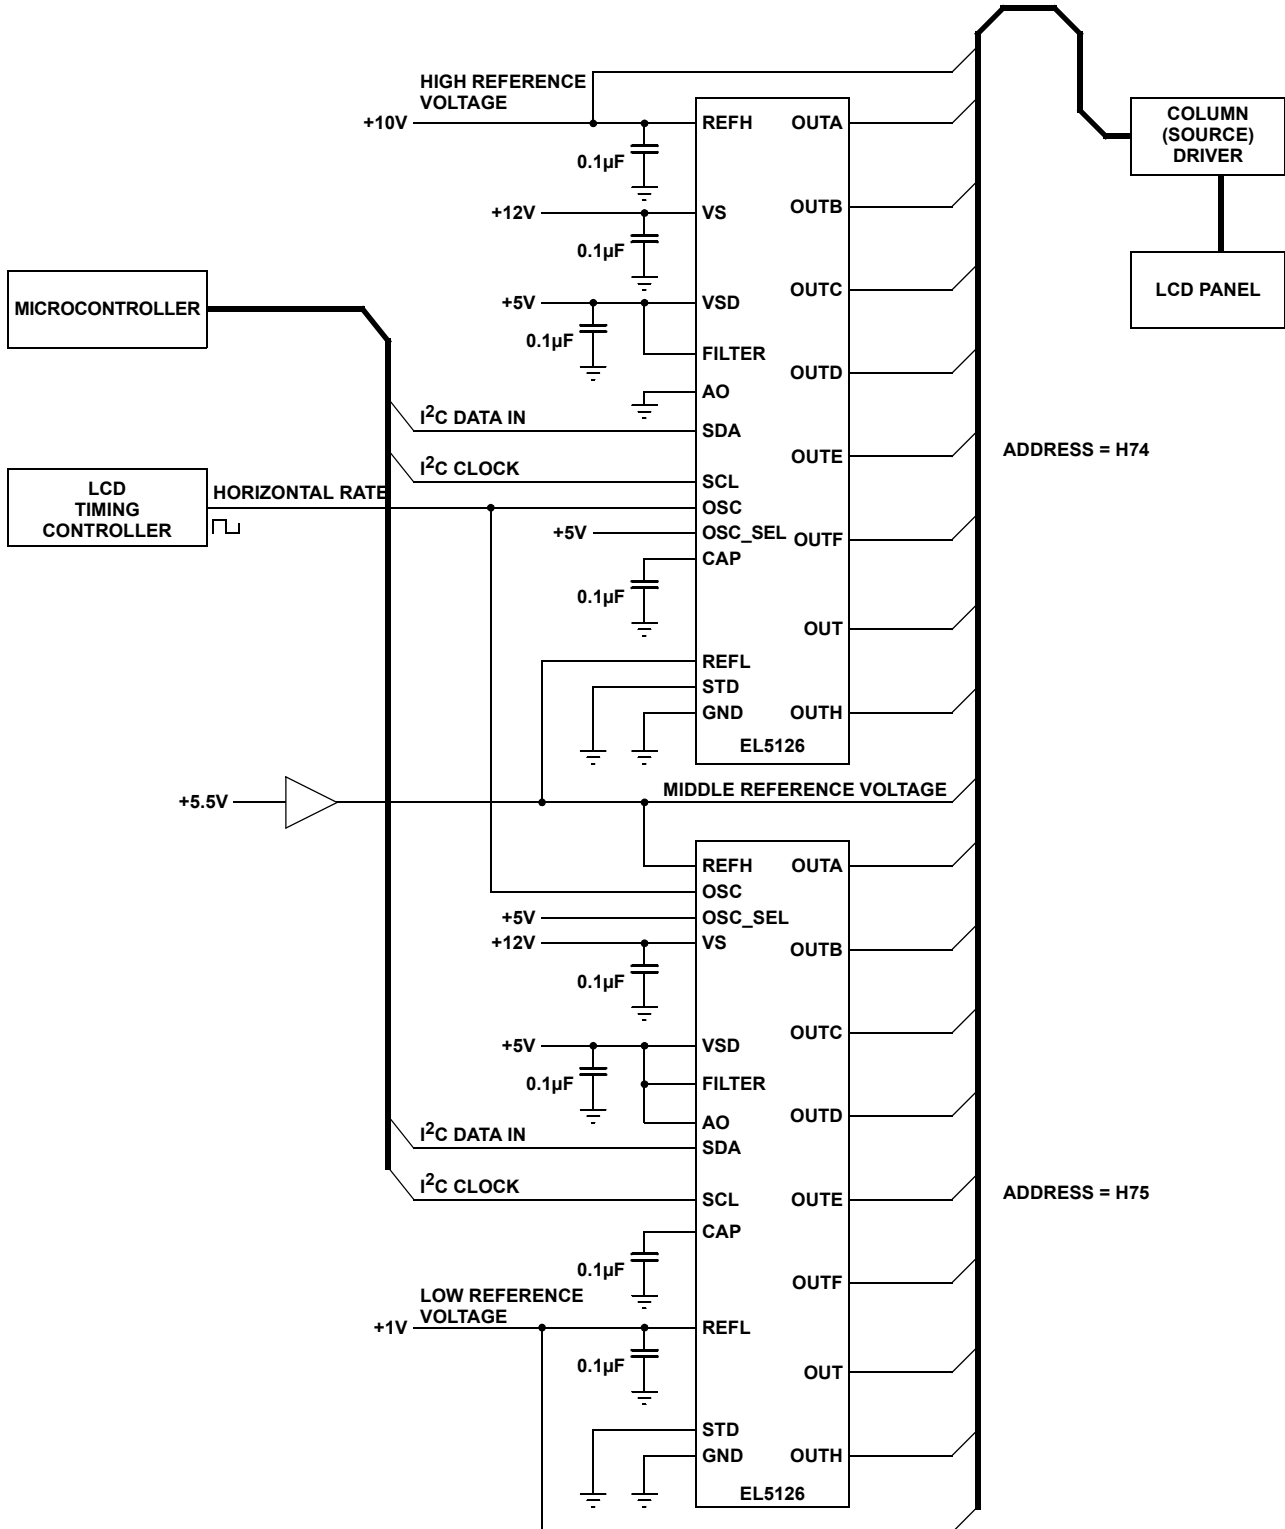 HIGH REFERENCE
VOLTAGE
+10V
REFH
OUTA
0.1µF
+12V
VS
OUTB
0.1µF
+5V
VSD
OUTC
0.1µF
FILTER
OUTD
AO
I²C DATA IN
SDA
OUTE
I²C CLOCK
SCL
HORIZONTAL RATE
OSC
+5V
OSC_SEL
OUTF
CAP
0.1µF
OUT
REFL
STD
GND
OUTH
EL5126
COLUMN
(SOURCE)
DRIVER
LCD PANEL
MICROCONTROLLER
LCD
TIMING
CONTROLLER
ADDRESS = H74
+5.5V
MIDDLE REFERENCE VOLTAGE
REFH
OUTA
OSC
+5V
OSC_SEL
+12V
VS
OUTB
0.1µF
OUTC
+5V
VSD
0.1µF
FILTER
AO
OUTD
I²C DATA IN
SDA
I²C CLOCK
SCL
OUTE
ADDRESS = H75
CAP
0.1µF
OUTF
LOW REFERENCE
VOLTAGE
+1V
REFL
0.1µF
OUT
STD
GND
OUTH
EL5126